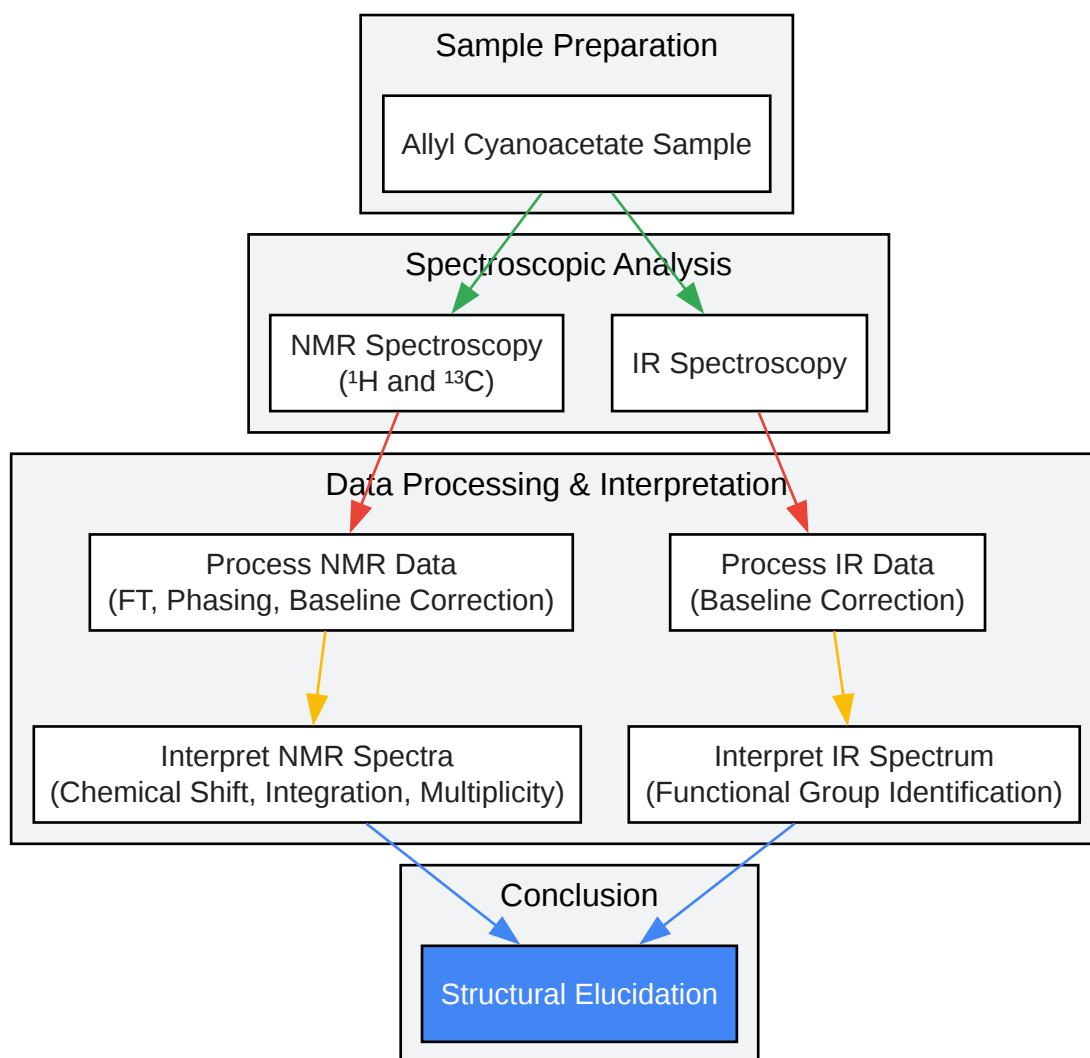 Sample Preparation
Allyl Cyanoacetate Sample
Spectroscopic Analysis
NMR Spectroscopy
(¹H and ¹³C)
IR Spectroscopy
Data Processing & Interpretation
Process NMR Data
(FT, Phasing, Baseline Correction)
Process IR Data
(Baseline Correction)
Interpret NMR Spectra
(Chemical Shift, Integration, Multiplicity)
Interpret IR Spectrum
(Functional Group Identification)
Conclusion
Structural Elucidation